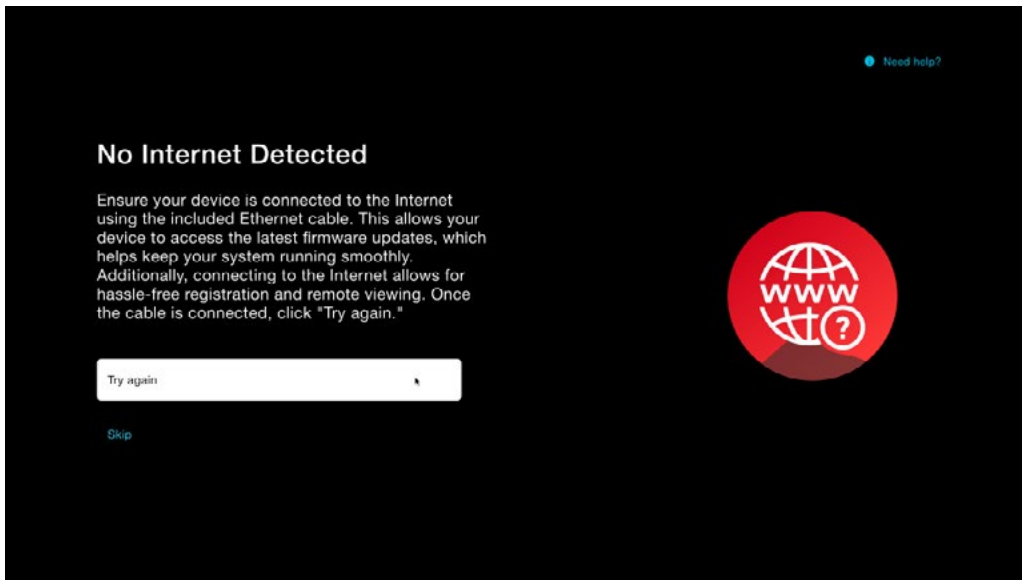 Need help?
No Internet Detected
Ensure your device is connected to the Internet
using the included Ethernet cable. This allows your
device to access the latest firmware updates, which
helps keep your system running smoothly.
Additionally, connecting to the Internet allows for
hassle-free registration and remote viewing. Once
the cable is connected, click "Try again."
WWW
?
Try again
Skip